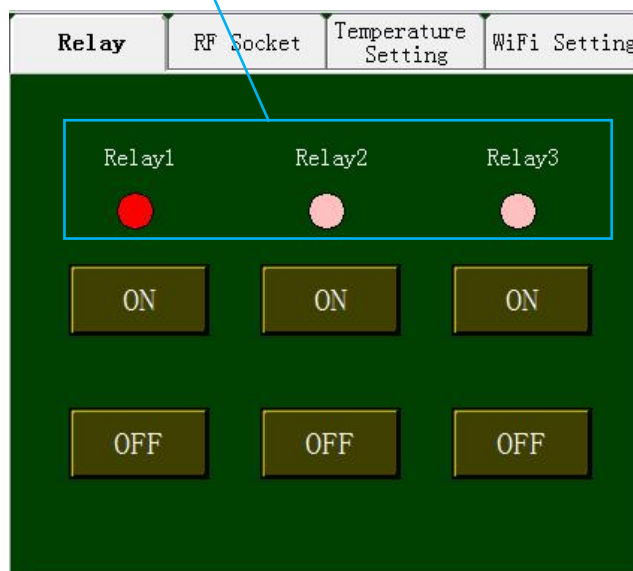 Relay
RF Socket
Temperature
Setting
WiFi Setting
Relay1
Relay2
Relay3
ON
ON
ON
OFF
OFF
OFF